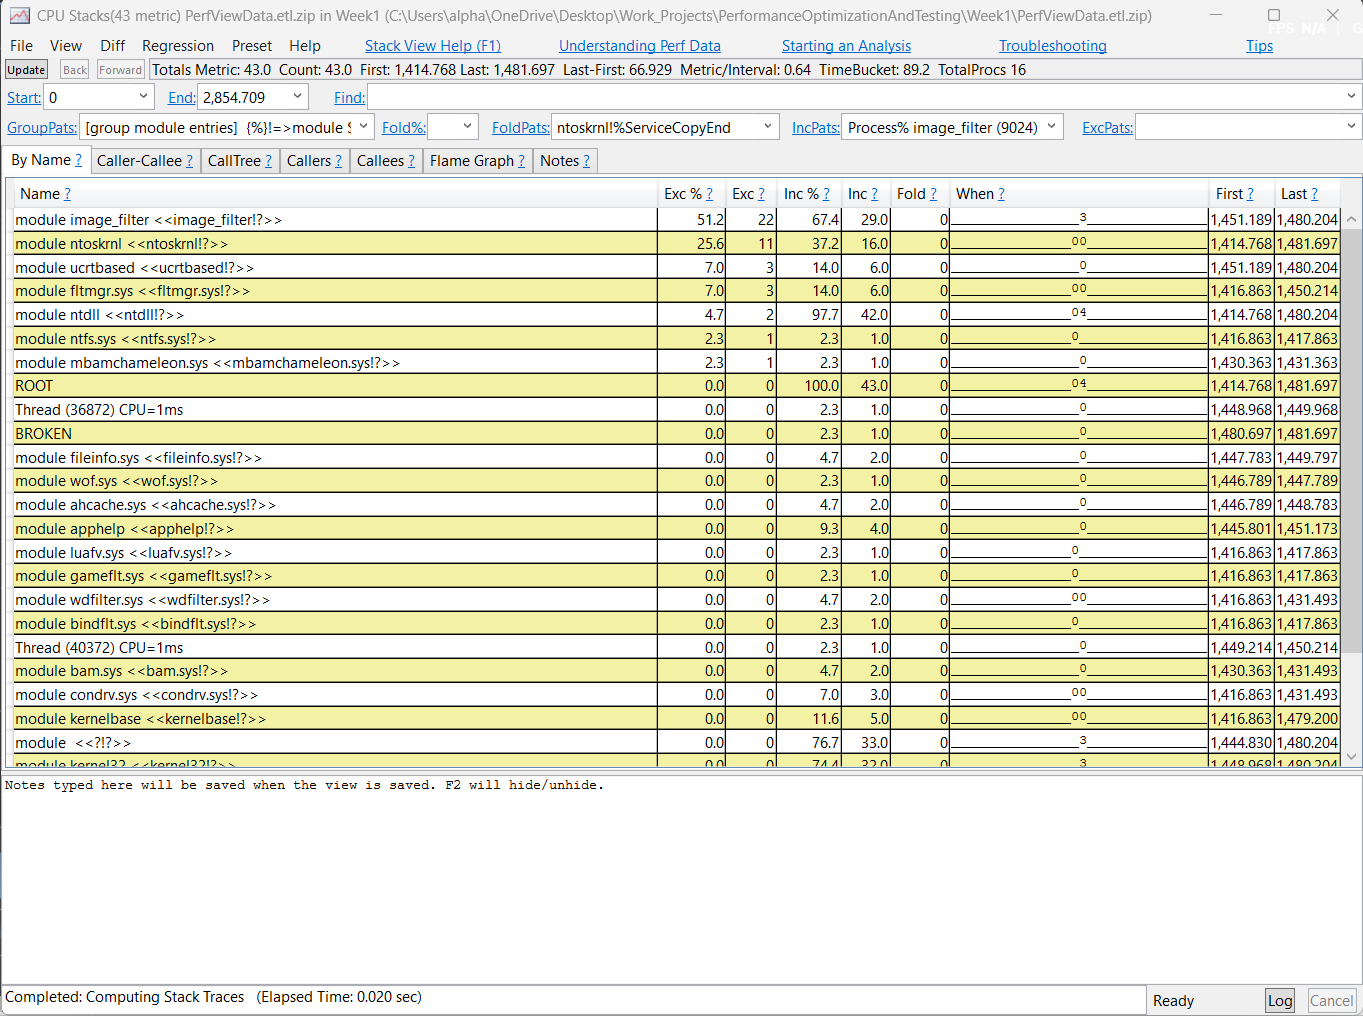 CPU Stacks(43 metric) PerfViewData.etl.zip in Week1 (C:\Users\alpha\OneDrive\Desktop\Work_Projects\PerformanceOptimizationAndTesting\Week1\PerfViewData.etl.zip)
FPS N/A
File View Diff Regression Preset Help Stack View Help (F1) Understanding Perf Data Starting an Analysis Troubleshooting Tips
Update Back Forward Totals Metric: 43.0 Count: 43.0 First: 1,414.768 Last: 1,481.697 Last-First: 66.929 Metric/Interval: 0.64 TimeBucket: 89.2 TotalProcs 16
Start: 0 End: 2,854.709 Find:
GroupPats: [group module entries] {%}!=>module Fold%: FoldPats: ntoskrnl!%ServiceCopyEnd IncPats: Process% image_filter (9024) ExcPats:
By Name ? Caller-Callee ? CallTree ? Callers ? Callees ? Flame Graph ? Notes ?
Name ? Exc % ? Exc ? Inc % ? Inc ? Fold ? When ? First ? Last ?
module image_filter <<image_filter!?>> 51.2 22 67.4 29.0 0 3 1,451.189 1,480.204
module ntoskrnl <<ntoskrnl!?>> 25.6 11 37.2 16.0 0 00 1,414.768 1,481.697
module ucrtbased <<ucrtbased!?>> 7.0 3 14.0 6.0 0 0 1,451.189 1,480.204
module fltmgr.sys <<fltmgr.sys!?>> 7.0 3 14.0 6.0 0 00 1,416.863 1,450.214
module ntdll <<ntdll!?>> 4.7 2 97.7 42.0 0 04 1,414.768 1,480.204
module ntfs.sys <<ntfs.sys!?>> 2.3 1 2.3 1.0 0 0 1,416.863 1,417.863
module mbamchameleon.sys <<mbamchameleon.sys!?>> 2.3 1 2.3 1.0 0 0 1,430.363 1,431.363
ROOT 0.0 0 100.0 43.0 0 04 1,414.768 1,481.697
Thread (36872) CPU=1ms 0.0 0 2.3 1.0 0 0 1,448.968 1,449.968
BROKEN 0.0 0 2.3 1.0 0 0 1,480.697 1,481.697
module fileinfo.sys <<fileinfo.sys!?>> 0.0 0 4.7 2.0 0 0 1,447.783 1,449.797
module wof.sys <<wof.sys!?>> 0.0 0 2.3 1.0 0 0 1,446.789 1,447.789
module ahcache.sys <<ahcache.sys!?>> 0.0 0 4.7 2.0 0 0 1,446.789 1,448.783
module apphelp <<apphelp!?>> 0.0 0 9.3 4.0 0 0 1,445.801 1,451.173
module luafv.sys <<luafv.sys!?>> 0.0 0 2.3 1.0 0 0 1,416.863 1,417.863
module gameflt.sys <<gameflt.sys!?>> 0.0 0 2.3 1.0 0 0 1,416.863 1,417.863
module wdfilter.sys <<wdfilter.sys!?>> 0.0 0 4.7 2.0 0 00 1,416.863 1,431.493
module bindflt.sys <<bindflt.sys!?>> 0.0 0 2.3 1.0 0 0 1,416.863 1,417.863
Thread (40372) CPU=1ms 0.0 0 2.3 1.0 0 0 1,449.214 1,450.214
module bam.sys <<bam.sys!?>> 0.0 0 4.7 2.0 0 0 1,430.363 1,431.493
module condrv.sys <<condrv.sys!?>> 0.0 0 7.0 3.0 0 00 1,416.863 1,431.493
module kernelbase <<kernelbase!?>> 0.0 0 11.6 5.0 0 00 1,416.863 1,479.200
module <<?!?>> 0.0 0 76.7 33.0 0 3 1,444.830 1,480.204
module kernel32 <<kernel32!?>> 0.0 0 74.4 32.0 0 3 1,448.968 1,480.204
Notes typed here will be saved when the view is saved. F2 will hide/unhide.
Completed: Computing Stack Traces (Elapsed Time: 0.020 sec) Ready Log Cancel